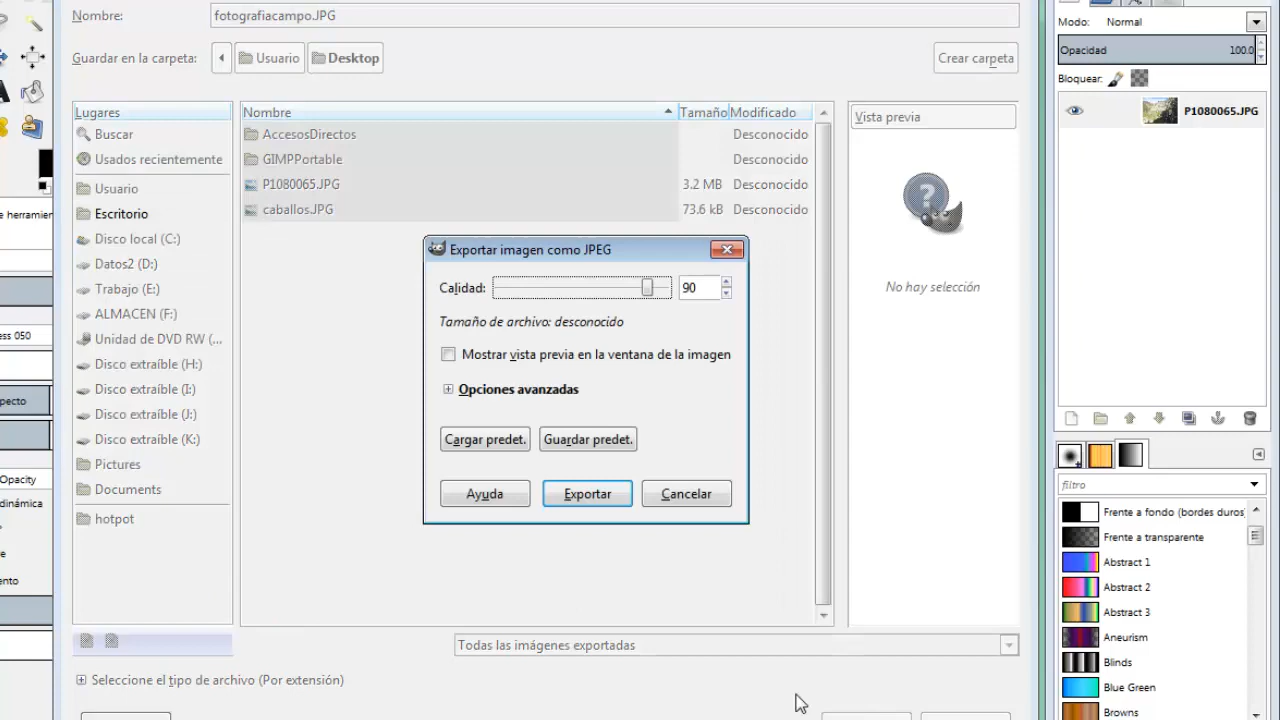 Nombre:
fotografiacampo.JPG
Guardar en la carpeta:
Usuario
Desktop
Crear carpeta
Lugares
Buscar
Usados recientemente
Usuario
Escritorio
Disco local (C:)
Datos2 (D:)
Trabajo (E:)
ALMACEN (F:)
Unidad de DVD RW (...
Disco extraíble (H:)
Disco extraíble (I:)
Disco extraíble (J:)
Disco extraíble (K:)
Pictures
Documents
hotpot
Nombre Tamaño Modificado
AccesosDirectos Desconocido
GIMPPortable Desconocido
P1080065.JPG 3.2 MB Desconocido
caballos.JPG 73.6 kB Desconocido
Vista previa
No hay selección
Exportar imagen como JPEG
Calidad: 90
Tamaño de archivo: desconocido
Mostrar vista previa en la ventana de la imagen
Opciones avanzadas
Cargar predet. Guardar predet.
Ayuda Exportar Cancelar
Todas las imágenes exportadas
Seleccione el tipo de archivo (Por extensión)
Modo: Normal
Opacidad 100.0
Bloquear:
P1080065.JPG
filtro
Frente a fondo (bordes duros)
Frente a transparente
Abstract 1
Abstract 2
Abstract 3
Aneurism
Blinds
Blue Green
Browns
e herramier
ess 050
pecto
Opacity
dinámica
ento